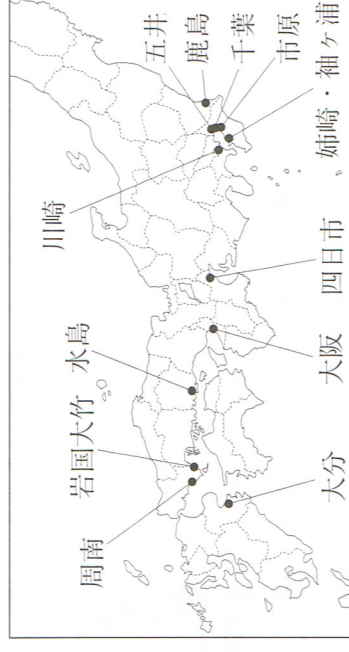 周南
岩国大竹
水島
川崎
五井
鹿島
千葉
市原
姉崎・袖ヶ浦
四日市
大阪
大分